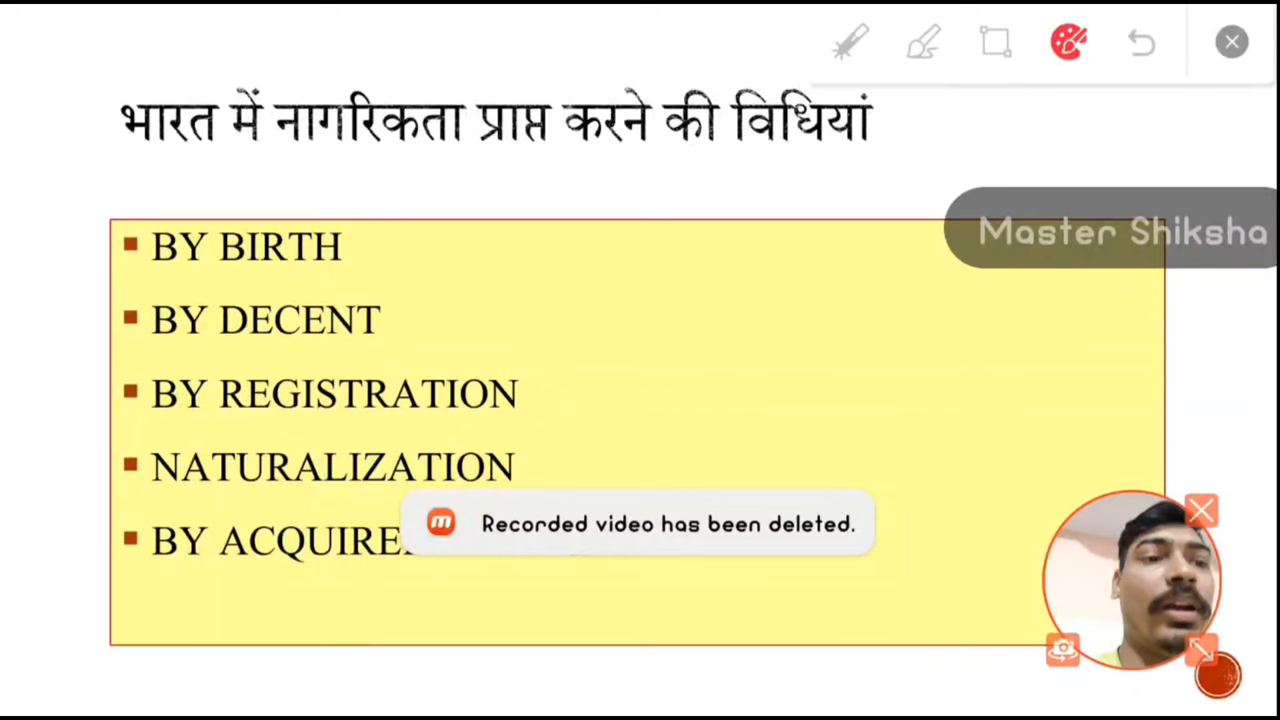 भारत में नागरिकता प्राप्त करने की विधियां
Master Shiksha
BY BIRTH
BY DECENT
BY REGISTRATION
NATURALIZATION
Recorded video has been deleted.
BY